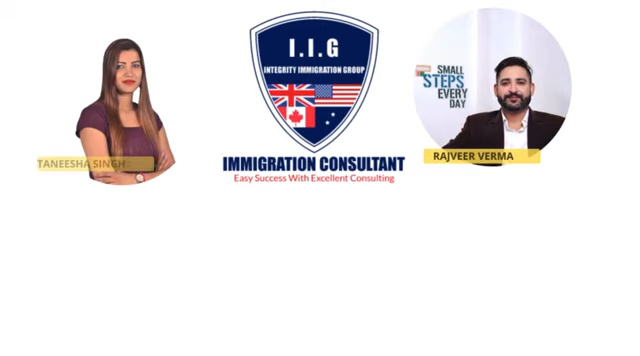 I.I.G
INTEGRITY IMMIGRATION GROUP
SMALL
STEPS
EVERY
DAY
TANEESHA SINGH
RAJVEER VERMA
IMMIGRATION CONSULTANT
Easy Success With Excellent Consulting